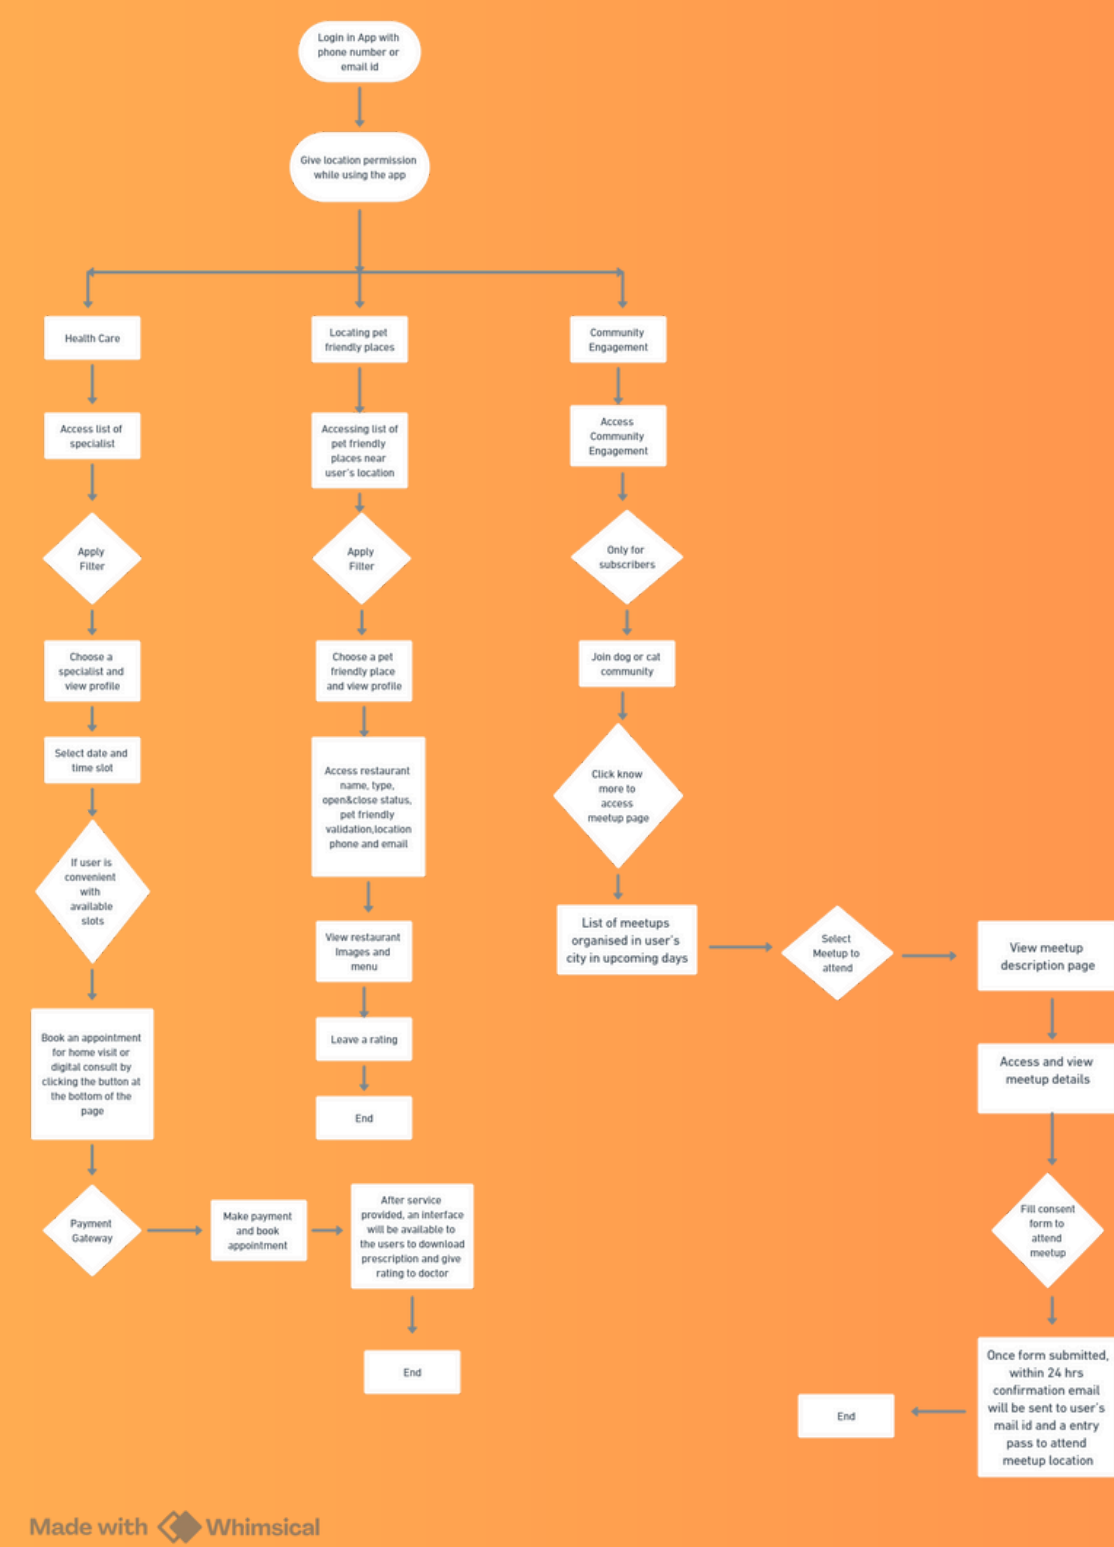 Login in App with
phone number or
email id
Give location permission
while using the app
Health Care
Locating pet
friendly places
Community
Engagement
Access list of
specialist
Accessing list of
pet friendly
places near
user's location
Access
Community
Engagement
Apply
Filter
Apply
Filter
Only for
subscribers
Choose a
specialist and
view profile
Choose a pet
friendly place
and view profile
Join dog or cat
community
Select date and
time slot
Access restaurant
name, type,
open&close status,
pet friendly
validation,location
phone and email
Click know
more to
access
meetup page
If user is
convenient
with
available
slots
View restaurant
Images and
menu
List of meetups
organised in user's
city in upcoming days
Select
Meetup to
attend
View meetup
description page
Book an appointment
for home visit or
digital consult by
clicking the button at
the bottom of the
page
Leave a rating
End
Access and view
meetup details
Payment
Gateway
Make payment
and book
appointment
After service
provided, an interface
will be available to
the users to download
prescription and give
rating to doctor
End
Fill consent
form to
attend
meetup
Once form submitted,
within 24 hrs
confirmation email
will be sent to user's
mail id and a entry
pass to attend
meetup location
End
Made with Whimsical